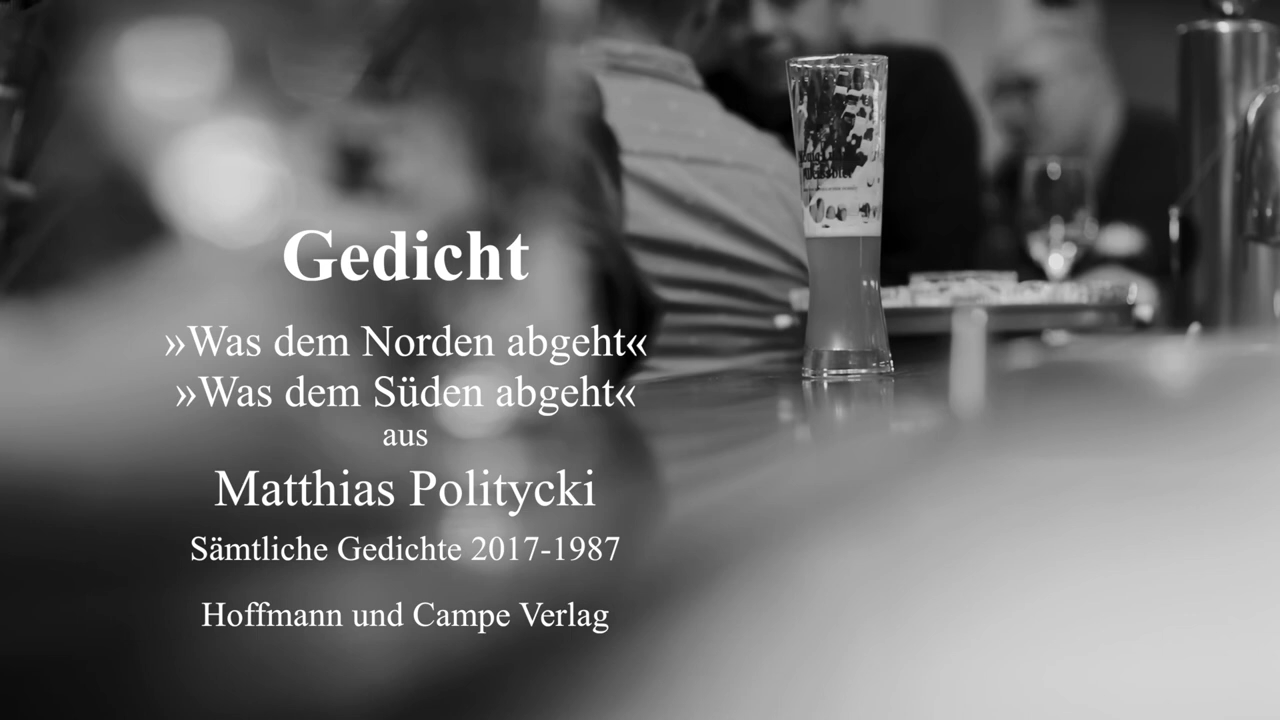 Gedicht
»Was dem Norden abgeht«
»Was dem Süden abgeht«
aus
Matthias Politycki
Sämtliche Gedichte 2017-1987
Hoffmann und Campe Verlag